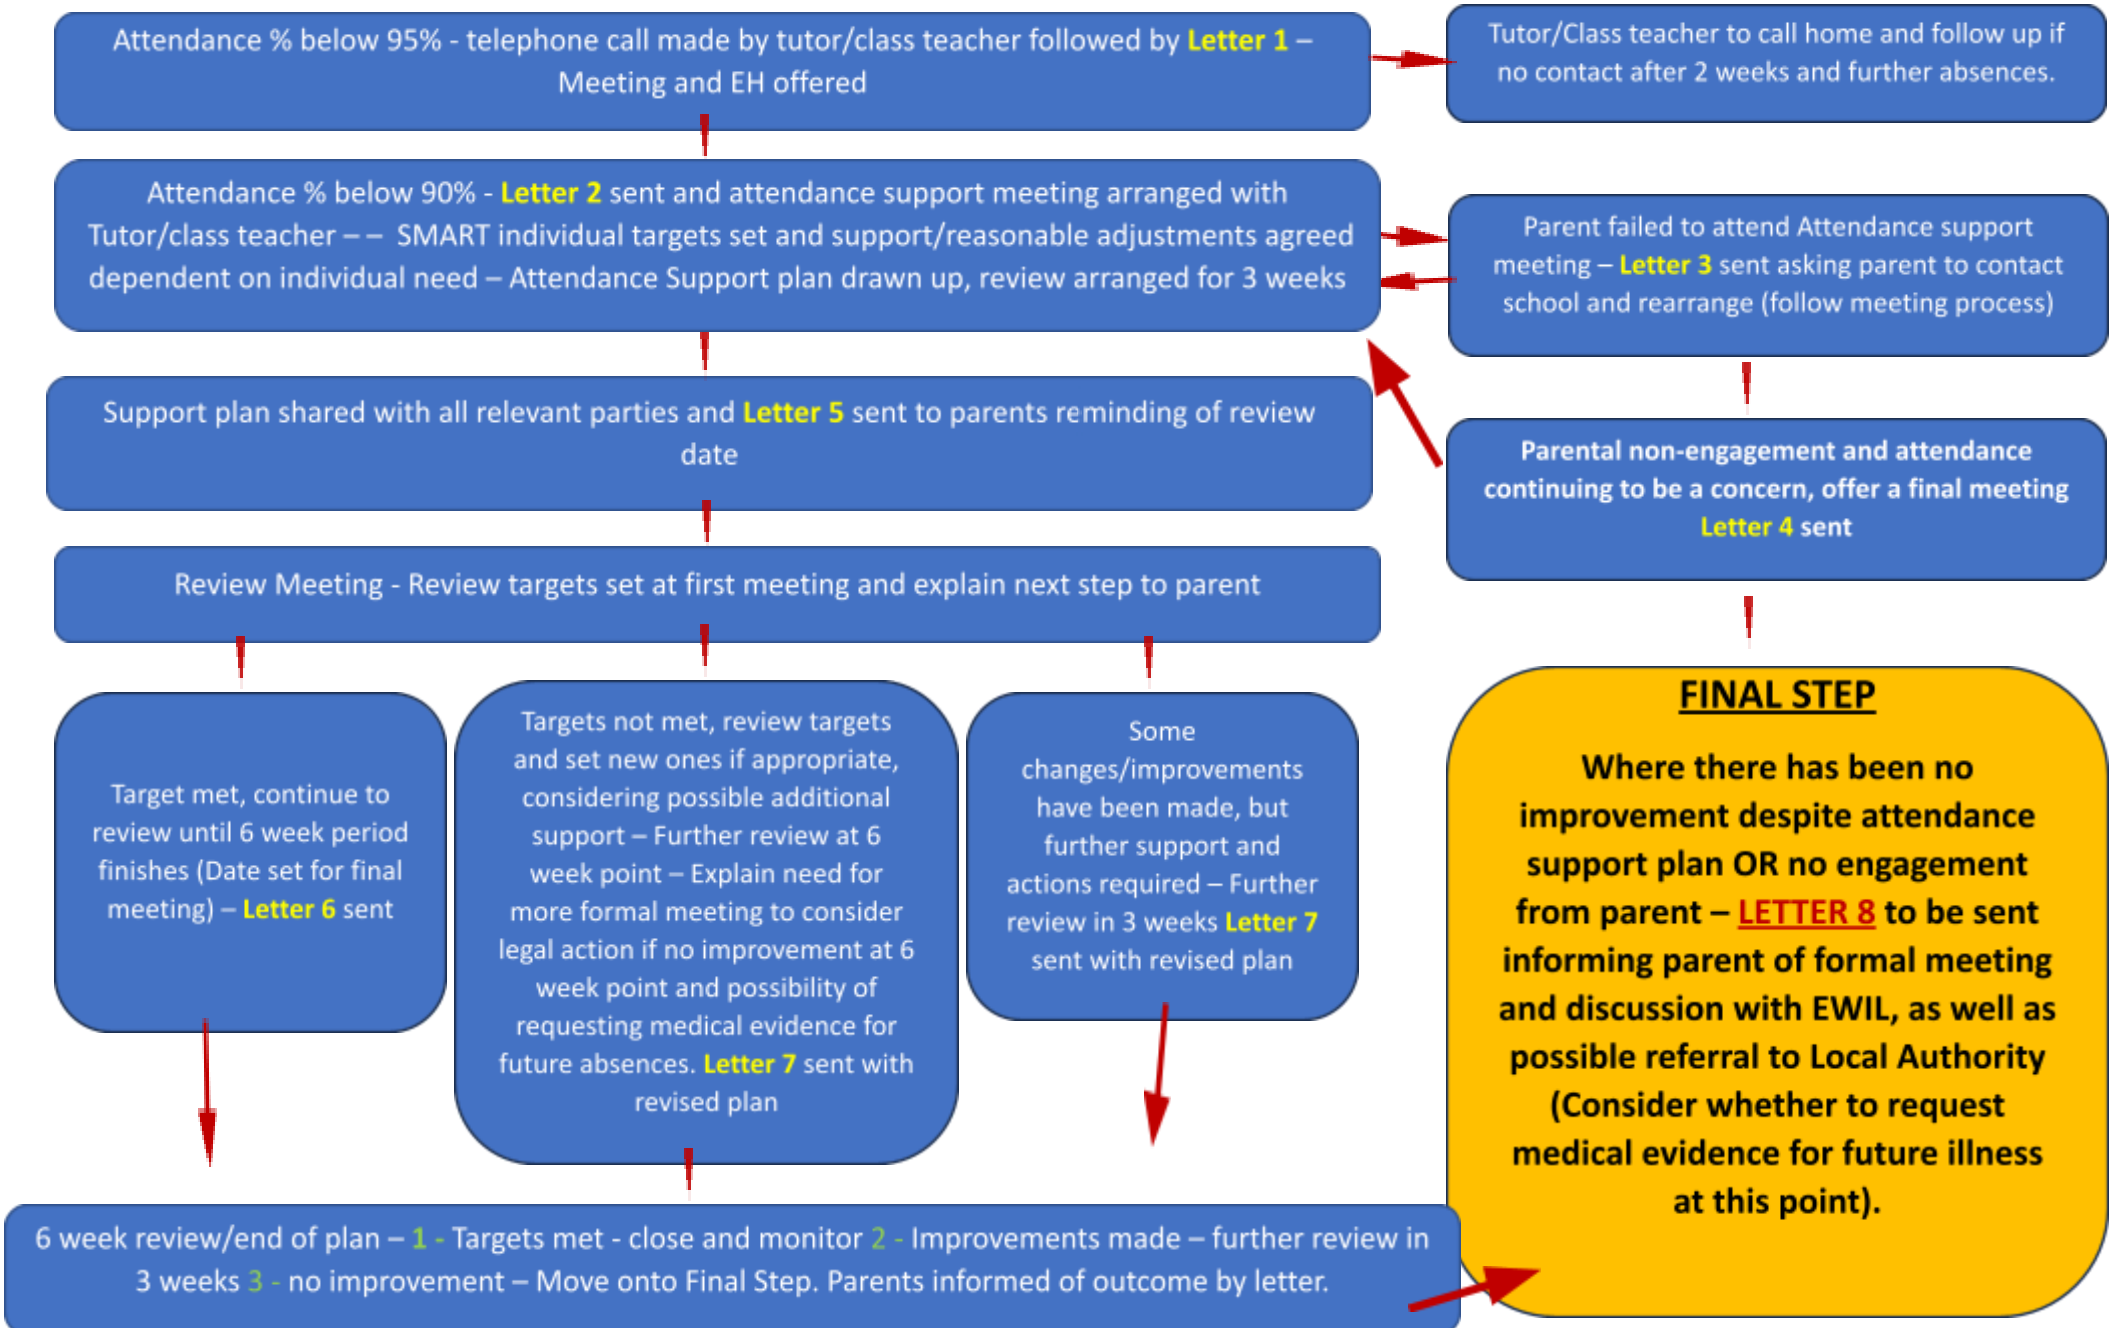 Attendance % below 95% - telephone call made by tutor/class teacher followed by Letter 1 –
Meeting and EH offered
Tutor/Class teacher to call home and follow up if
no contact after 2 weeks and further absences.
Attendance % below 90% - Letter 2 sent and attendance support meeting arranged with
Tutor/class teacher – – SMART individual targets set and support/reasonable adjustments agreed
dependent on individual need – Attendance Support plan drawn up, review arranged for 3 weeks
Parent failed to attend Attendance support
meeting – Letter 3 sent asking parent to contact
school and rearrange (follow meeting process)
Support plan shared with all relevant parties and Letter 5 sent to parents reminding of review
date
Parental non-engagement and attendance
continuing to be a concern, offer a final meeting
Letter 4 sent
Review Meeting - Review targets set at first meeting and explain next step to parent
Target met, continue to
review until 6 week period
finishes (Date set for final
meeting) – Letter 6 sent
Targets not met, review targets
and set new ones if appropriate,
considering possible additional
support – Further review at 6
week point – Explain need for
more formal meeting to consider
legal action if no improvement at 6
week point and possibility of
requesting medical evidence for
future absences. Letter 7 sent with
revised plan
Some
changes/improvements
have been made, but
further support and
actions required – Further
review in 3 weeks Letter 7
sent with revised plan
FINAL STEP
Where there has been no
improvement despite attendance
support plan OR no engagement
from parent – LETTER 8 to be sent
informing parent of formal meeting
and discussion with EWIL, as well as
possible referral to Local Authority
(Consider whether to request
medical evidence for future illness
at this point).
6 week review/end of plan – 1 - Targets met - close and monitor 2 - Improvements made – further review in
3 weeks 3 - no improvement – Move onto Final Step. Parents informed of outcome by letter.